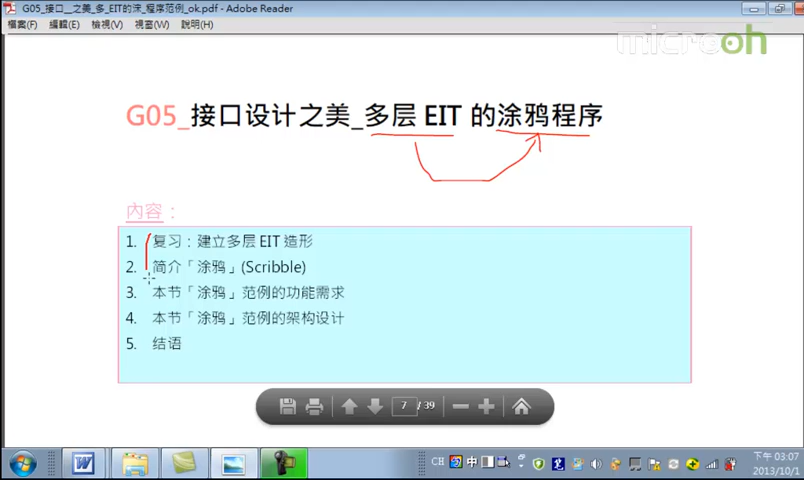 G05_接口__之美_多_EIT的涂_程序范例_ok.pdf - Adobe Reader
檔案(F) 編輯(E) 檢視(V) 視窗(W) 說明(H)
microoh
G05_接口设计之美_多层 EIT 的涂鸦程序
内容：
1. 复习：建立多层 EIT 造形
2. 简介「涂鸦」(Scribble)
3. 本节「涂鸦」范例的功能需求
4. 本节「涂鸦」范例的架构设计
5. 结语
7 / 39
CH 中
下午 03:07
2013/10/1